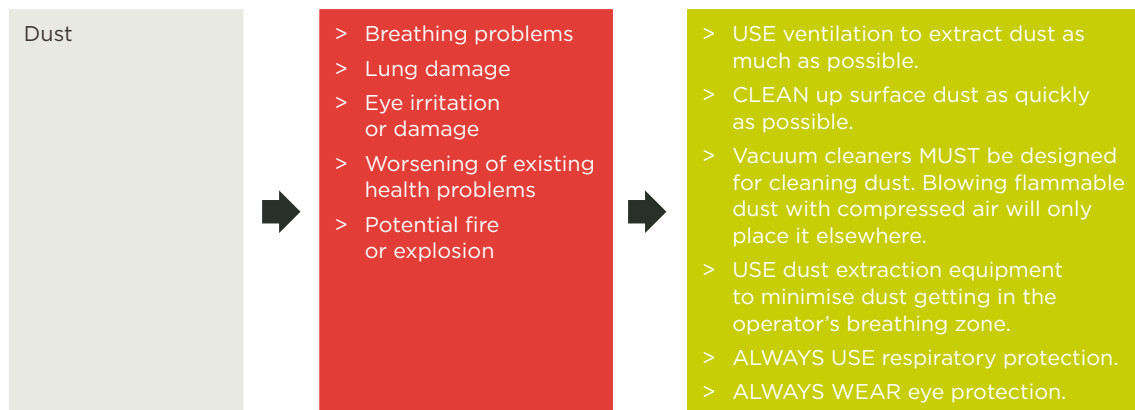 Dust
> Breathing problems
> Lung damage
> Eye irritation
or damage
> Worsening of existing
health problems
> Potential fire
or explosion
> USE ventilation to extract dust as
much as possible.
> CLEAN up surface dust as quickly
as possible.
> Vacuum cleaners MUST be designed
for cleaning dust. Blowing flammable
dust with compressed air will only
place it elsewhere.
> USE dust extraction equipment
to minimise dust getting in the
operator’s breathing zone.
> ALWAYS USE respiratory protection.
> ALWAYS WEAR eye protection.